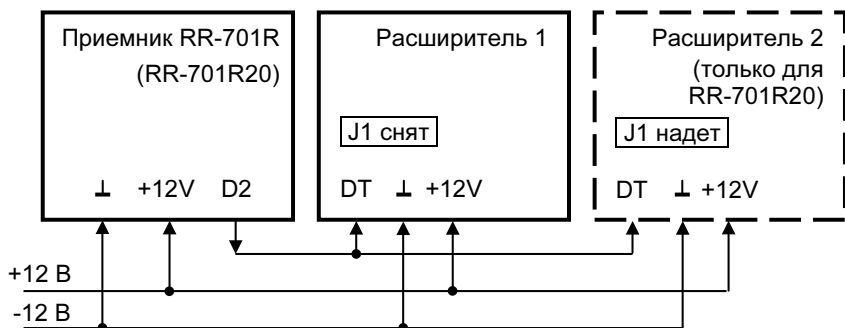 Приемник RR-701R
(RR-701R20)
⊥ +12V D2
Расширитель 1
J1 снят
DT ⊥ +12V
Расширитель 2
(только для
RR-701R20)
J1 надет
DT ⊥ +12V
+12 В
-12 В